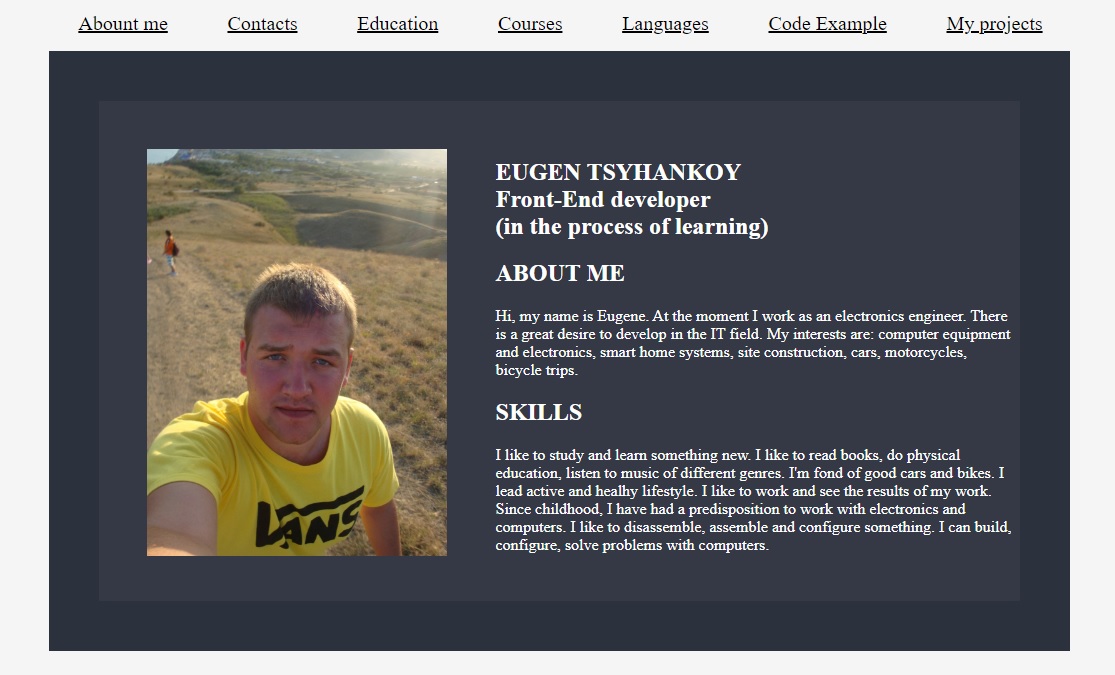 Abount me Contacts Education Courses Languages Code Example My projects
EUGEN TSYHANKOY
Front-End developer
(in the process of learning)
ABOUT ME
Hi, my name is Eugene. At the moment I work as an electronics engineer. There
is a great desire to develop in the IT field. My interests are: computer equipment
and electronics, smart home systems, site construction, cars, motorcycles,
bicycle trips.
SKILLS
I like to study and learn something new. I like to read books, do physical
education, listen to music of different genres. I'm fond of good cars and bikes. I
lead active and healhy lifestyle. I like to work and see the results of my work.
Since childhood, I have had a predisposition to work with electronics and
computers. I like to disassemble, assemble and configure something. I can build,
configure, solve problems with computers.
VANS